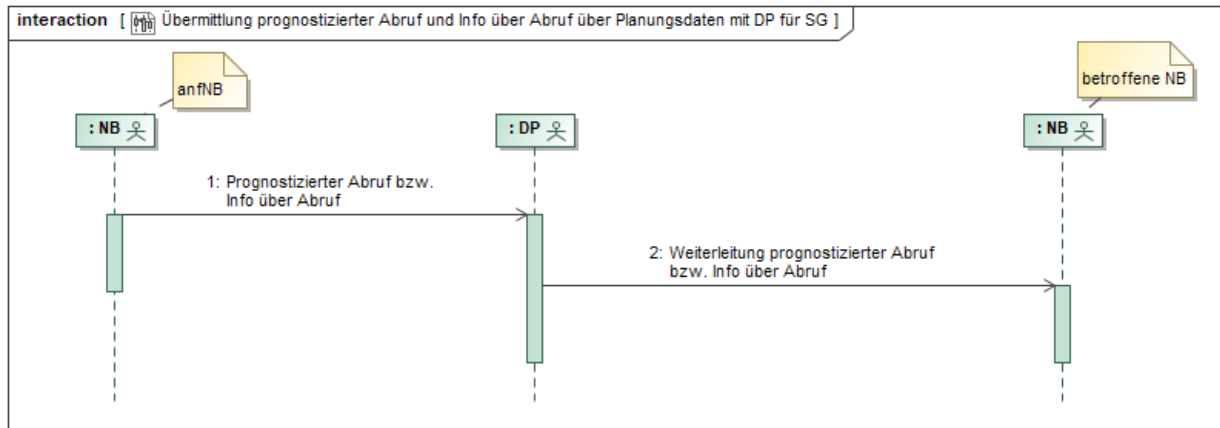 interaction [ Übermittlung prognostizierter Abruf und Info über Abruf über Planungsdaten mit DP für SG ]
anfNB
betroffene NB
: NB
: DP
: NB
1: Prognostizierter Abruf bzw.
Info über Abruf
2: Weiterleitung prognostizierter Abruf
bzw. Info über Abruf